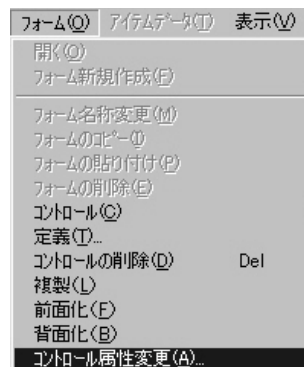 フォーム(O) アイテムデータ(T) 表示(V)
開く(O)
フォーム新規作成(F)
フォーム名称変更(M)
フォームのコピー(I)
フォームの貼り付け(P)
フォームの削除(E)
コントロール(C)
定義(T)...
コントロールの削除(D) Del
複製(L)
前面化(F)
背面化(B)
コントロール属性変更(A)...